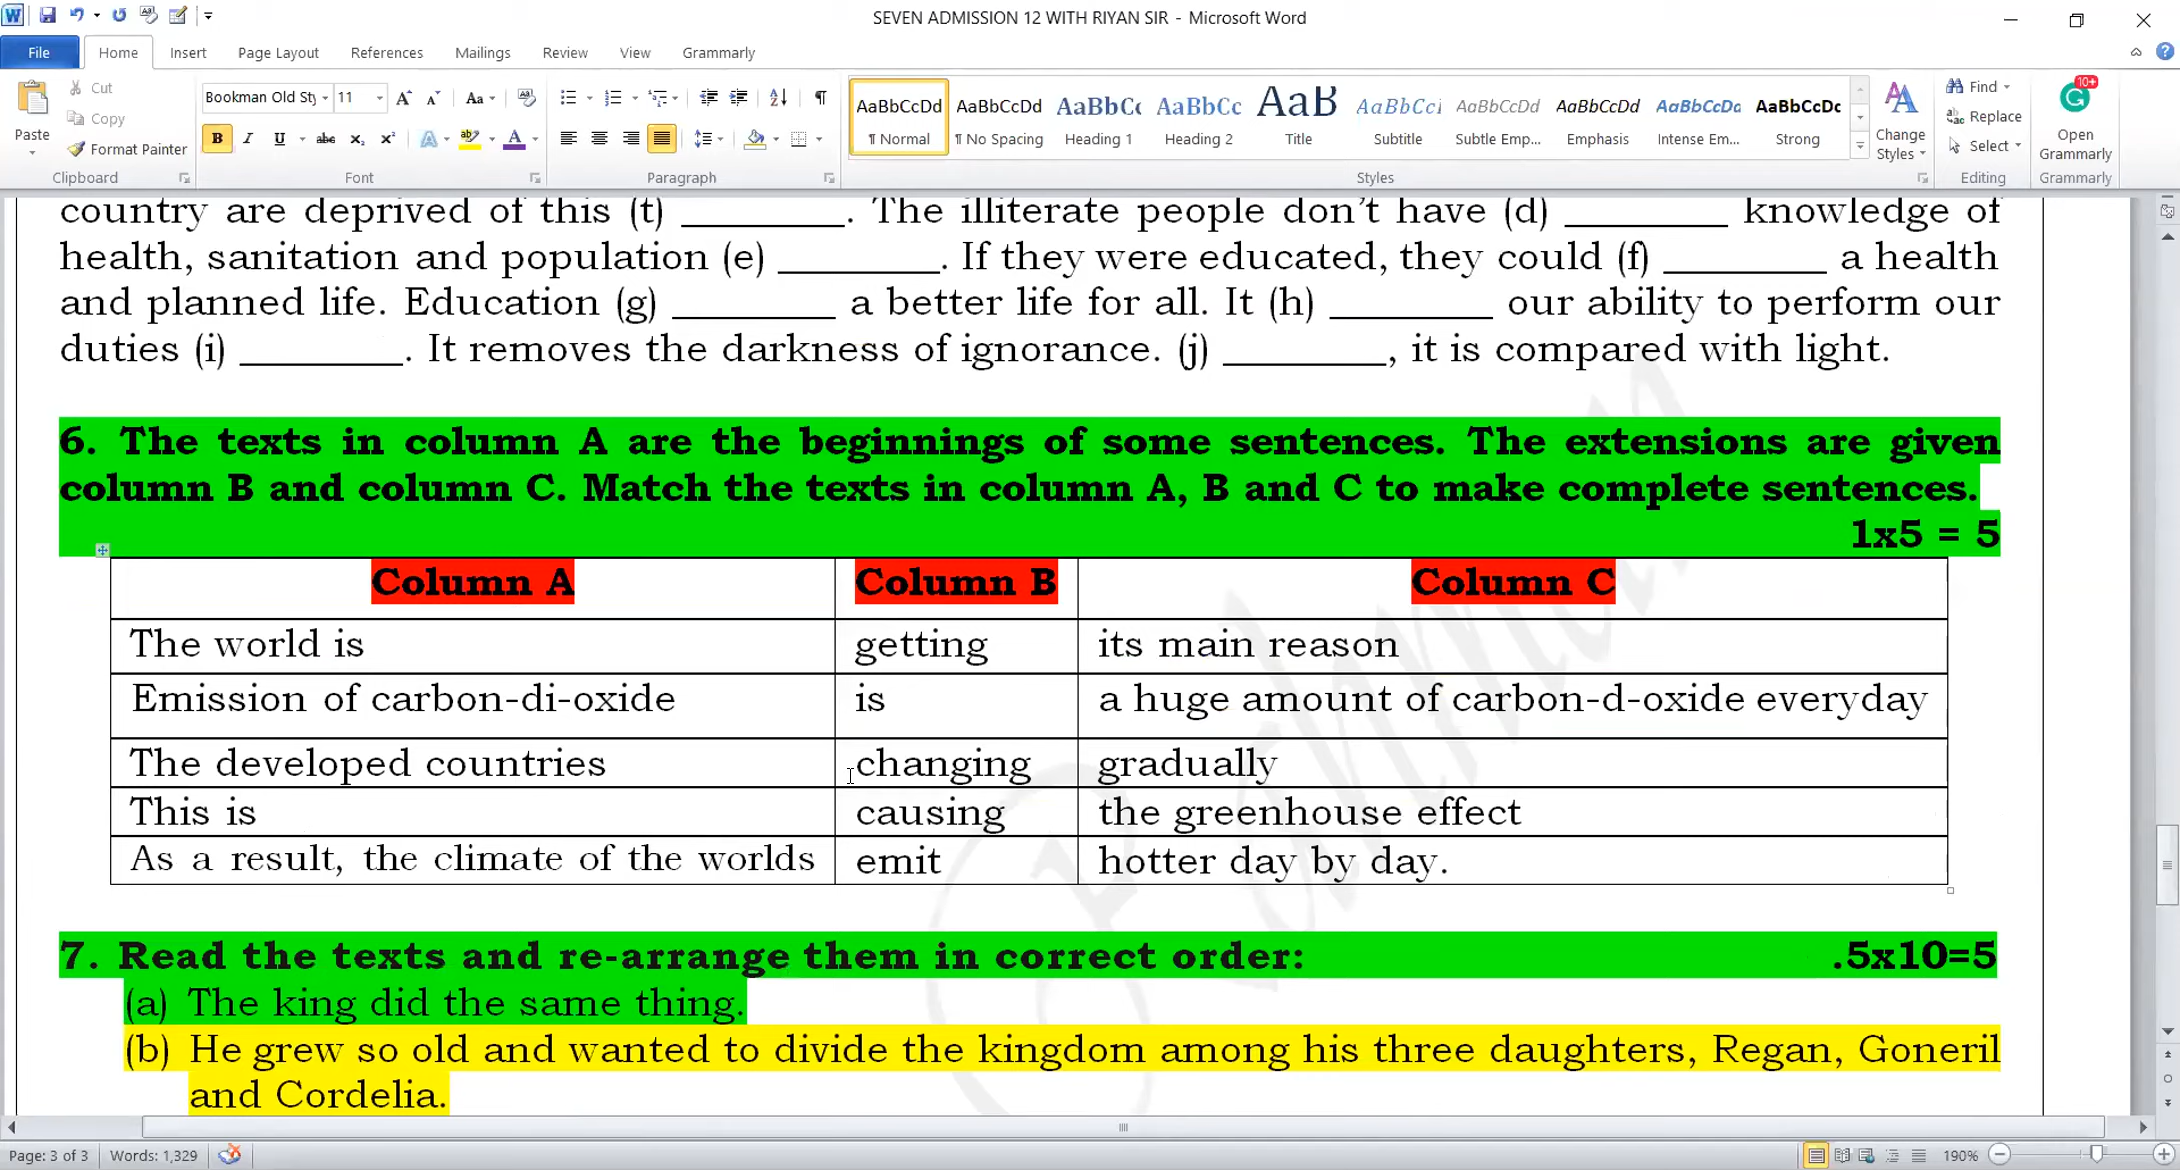 SEVEN ADMISSION 12 WITH RIYAN SIR - Microsoft Word
File Home Insert Page Layout References Mailings Review View Grammarly
Paste
Cut
Copy
Format Painter
Clipboard
Bookman Old Sty 11
Font
Paragraph
AaBbCcDd AaBbCcDd AaBbCc AaBbCc AaB AaBbCcI AaBbCcDd AaBbCcDd AaBbCcDc AaBbCcDc
¶ Normal ¶ No Spacing Heading 1 Heading 2 Title Subtitle Subtle Emp... Emphasis Intense Em... Strong
Styles
Change Styles
Find
Replace
Select
Editing
10+
Open Grammarly
Grammarly
country are deprived of this (t) ________. The illiterate people don't have (d) ________ knowledge of
health, sanitation and population (e) ________. If they were educated, they could (f) ________ a health
and planned life. Education (g) ________ a better life for all. It (h) ________ our ability to perform our
duties (i) ________. It removes the darkness of ignorance. (j) ________, it is compared with light.
6. The texts in column A are the beginnings of some sentences. The extensions are given
column B and column C. Match the texts in column A, B and C to make complete sentences.
1x5 = 5
Column A Column B Column C
The world is getting its main reason
Emission of carbon-di-oxide is a huge amount of carbon-d-oxide everyday
The developed countries changing gradually
This is causing the greenhouse effect
As a result, the climate of the worlds emit hotter day by day.
7. Read the texts and re-arrange them in correct order: .5x10=5
(a) The king did the same thing.
(b) He grew so old and wanted to divide the kingdom among his three daughters, Regan, Goneril
and Cordelia.
Page: 3 of 3 Words: 1,329 190%